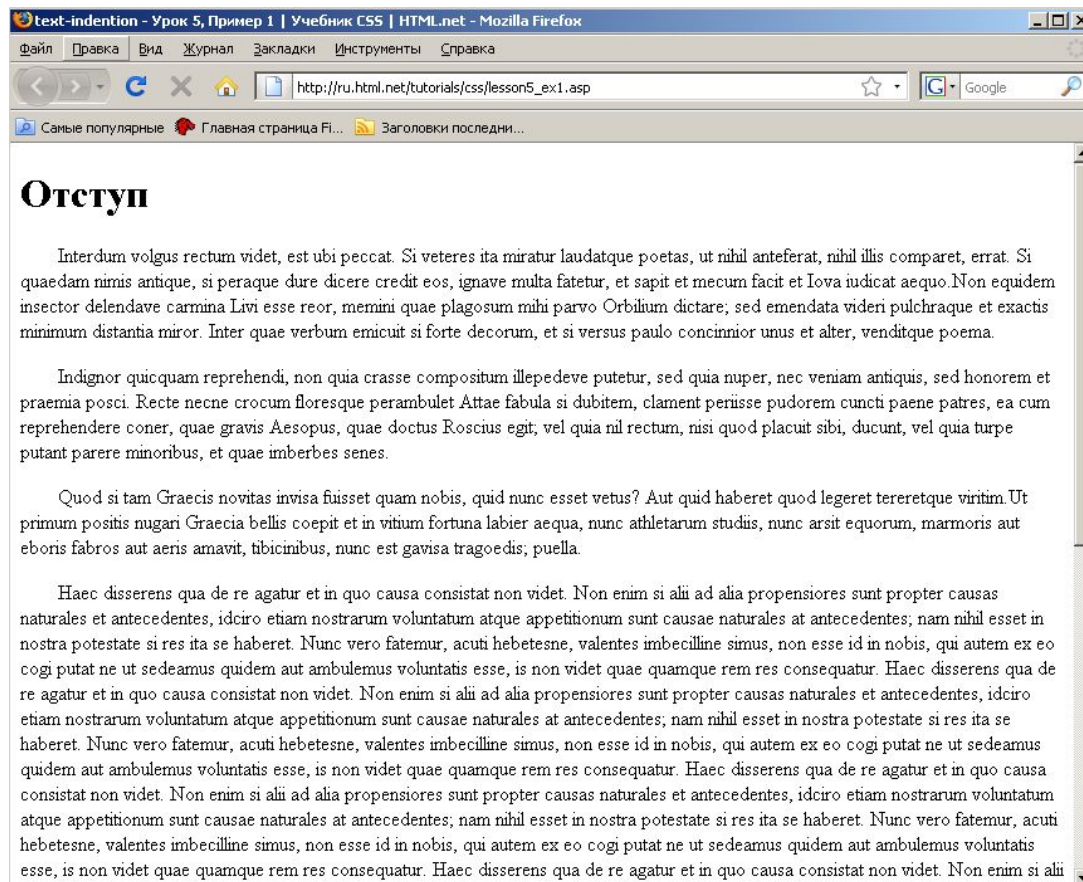 text-indention - Урок 5, Пример 1 | Учебник CSS | HTML.net - Mozilla Firefox
Файл Правка Вид Журнал Закладки Инструменты Справка
http://ru.html.net/tutorials/css/lesson5_ex1.asp G Google
Самые популярные Главная страница Fi... Заголовки последни...
Отступ
Interdum volgus rectum videt, est ubi peccat. Si veteres ita miratur laudatque poetas, ut nihil anteferat, nihil illis comparet, errat. Si
quaedam nimis antique, si peraque dure dicere credit eos, ignave multa fatetur, et sapit et mecum facit et Iova iudicat aequo.Non equidem
insector delendave carmina Livi esse reor, memini quae plagosum mihi parvo Orbilium dictare; sed emendata videri pulchraque et exactis
minimum distantia miror. Inter quae verbum emicuit si forte decorum, et si versus paulo concinnior unus et alter, venditque poema.
Indignor quicquam reprehendi, non quia crasse compositum illepedeve putetur, sed quia nuper, nec veniam antiquis, sed honorem et
praemia posci. Recte necne crocum floresque perambulet Attae fabula si dubitem, clament periisse pudorem cuncti paene patres, ea cum
reprehendere coner, quae gravis Aesopus, quae doctus Roscius egit; vel quia nil rectum, nisi quod placuit sibi, ducunt, vel quia turpe
putant parere minoribus, et quae imberbes senes.
Quod si tam Graecis novitas invisa fuisset quam nobis, quid nunc esset vetus? Aut quid haberet quod legeret tereretque viritim.Ut
primum positis nugari Graecia bellis coepit et in vitium fortuna labier aequa, nunc athletarum studiis, nunc arsit equorum, marmoris aut
eboris fabros aut aeris amavit, tibicinibus, nunc est gavisa tragoedis; puella.
Haec disserens qua de re agatur et in quo causa consistat non videt. Non enim si alii ad alia propensiores sunt propter causas
naturales et antecedentes, idciro etiam nostrarum voluntatum atque appetitionum sunt causae naturales at antecedentes; nam nihil esset in
nostra potestate si res ita se haberet. Nunc vero fatemur, acuti hebetesne, valentes imbecilline simus, non esse id in nobis, qui autem ex eo
cogi putat ne ut sedeamus quidem aut ambulemus voluntatis esse, is non videt quae quamque rem res consequatur. Haec disserens qua de
re agatur et in quo causa consistat non videt. Non enim si alii ad alia propensiores sunt propter causas naturales et antecedentes, idciro
etiam nostrarum voluntatum atque appetitionum sunt causae naturales at antecedentes; nam nihil esset in nostra potestate si res ita se
haberet. Nunc vero fatemur, acuti hebetesne, valentes imbecilline simus, non esse id in nobis, qui autem ex eo cogi putat ne ut sedeamus
quidem aut ambulemus voluntatis esse, is non videt quae quamque rem res consequatur. Haec disserens qua de re agatur et in quo causa
consistat non videt. Non enim si alii ad alia propensiores sunt propter causas naturales et antecedentes, idciro etiam nostrarum voluntatum
atque appetitionum sunt causae naturales at antecedentes; nam nihil esset in nostra potestate si res ita se haberet. Nunc vero fatemur, acuti
hebetesne, valentes imbecilline simus, non esse id in nobis, qui autem ex eo cogi putat ne ut sedeamus quidem aut ambulemus voluntatis
esse, is non videt quae quamque rem res consequatur. Haec disserens qua de re agatur et in quo causa consistat non videt. Non enim si alii